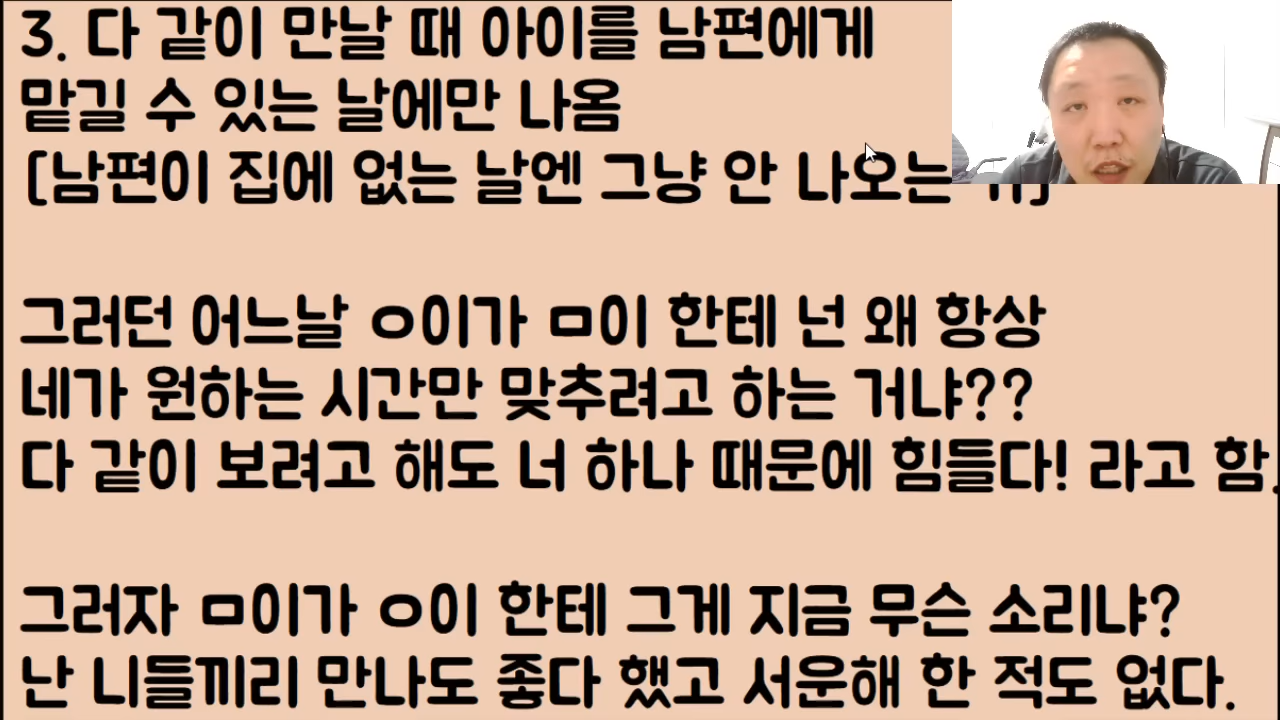 3. 다 같이 만날 때 아이를 남편에게
맡길 수 있는 날에만 나옴
[남편이 집에 없는 날엔 그냥 안 나오는
그러던 어느날 ㅇ이가 ㅁ이 한테 넌 왜 항상
네가 원하는 시간만 맞추려고 하는 거냐??
다 같이 보려고 해도 너 하나 때문에 힘들다! 라고 함.
그러자 ㅁ이가 ㅇ이 한테 그게 지금 무슨 소리냐?
난 니들끼리 만나도 좋다 했고 서운해 한 적도 없다.